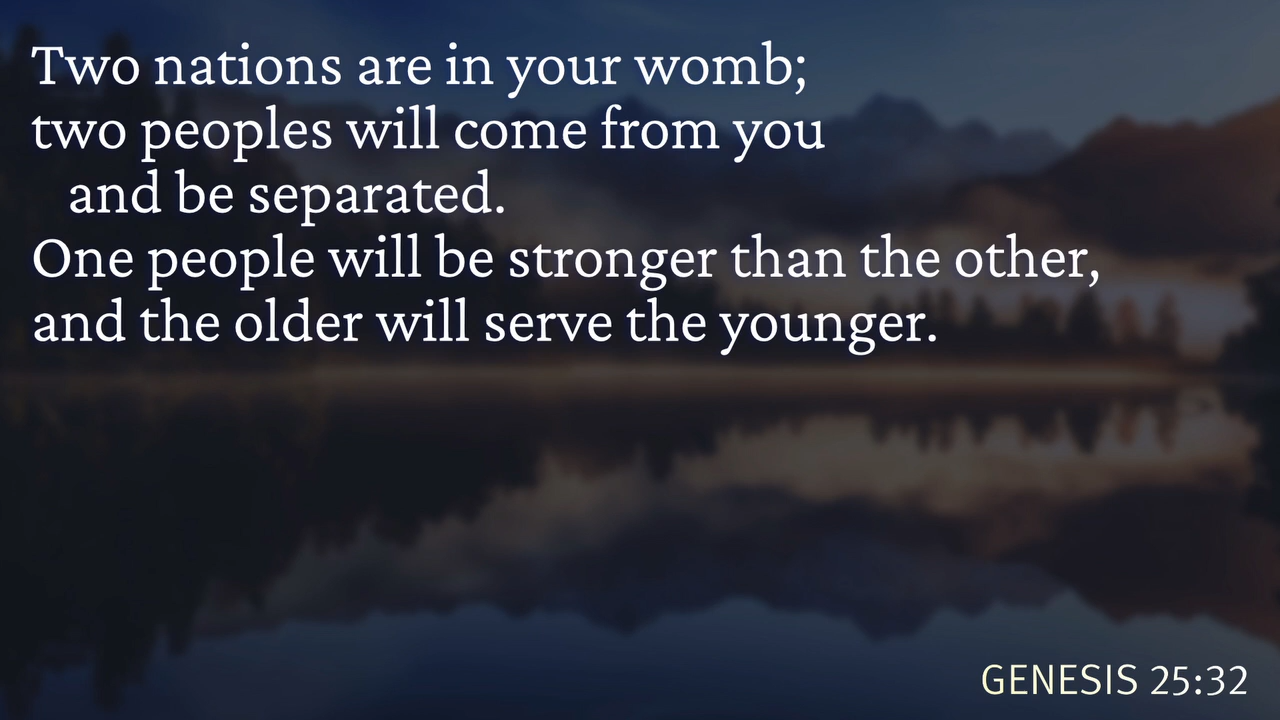 Two nations are in your womb;
two peoples will come from you
and be separated.
One people will be stronger than the other,
and the older will serve the younger.
GENESIS 25:32